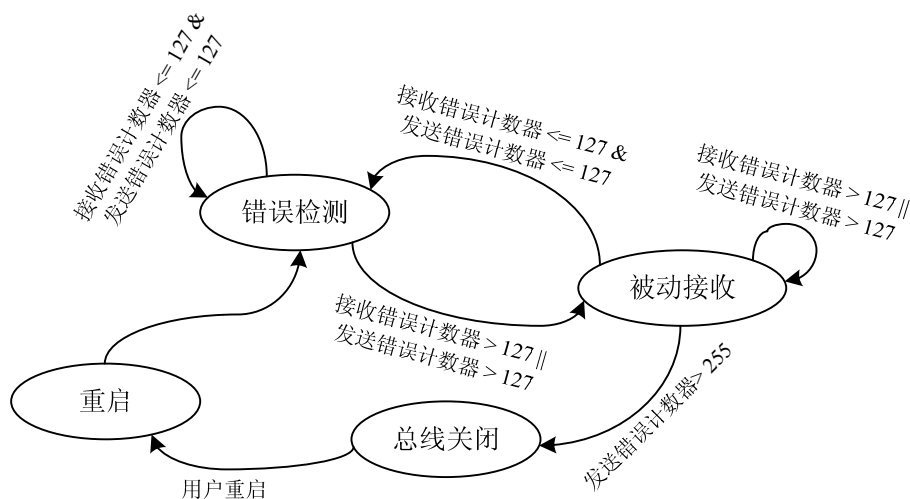 接收错误计数器 <= 127 &
发送错误计数器 <= 127
接收错误计数器 <= 127 &
发送错误计数器 <= 127
接收错误计数器 > 127 ||
发送错误计数器 > 127
错误检测
被动接收
接收错误计数器 > 127 ||
发送错误计数器 > 127
发送错误计数器> 255
重启
总线关闭
用户重启